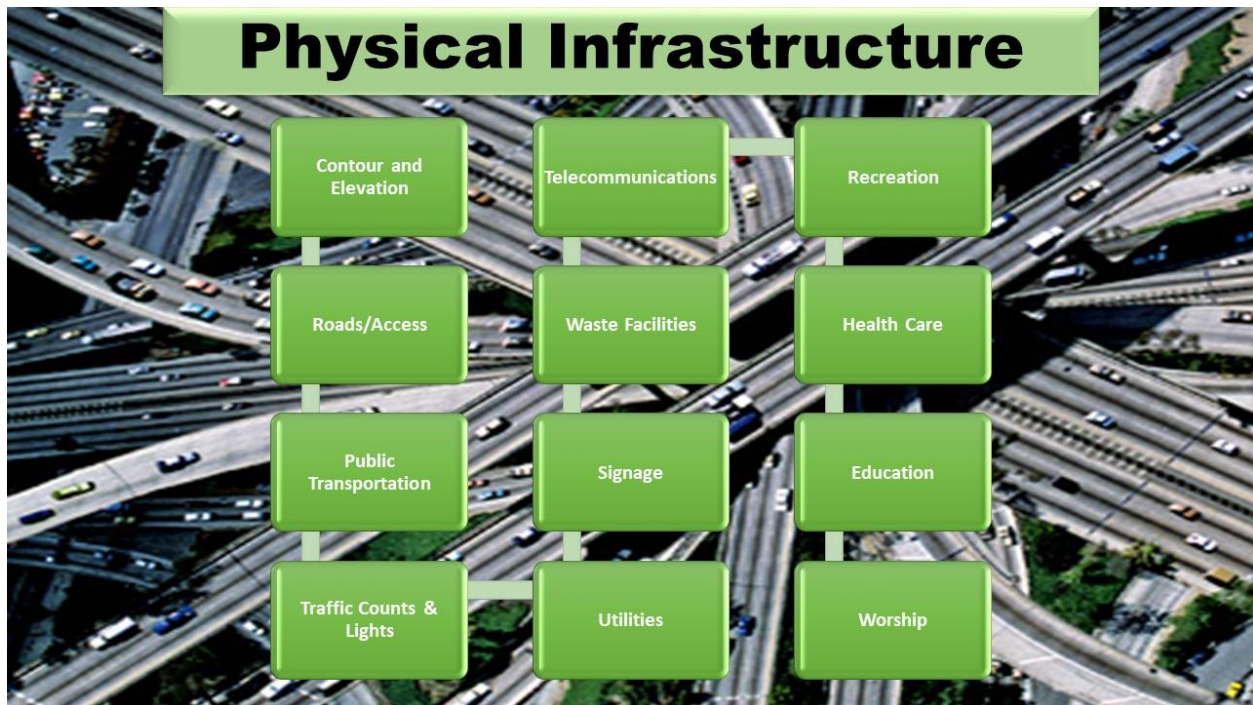 Physical Infrastructure
Contour and
Elevation
Roads/Access
Public
Transportation
Traffic Counts &
Lights
Utilities
Signage
Waste Facilities
Telecommunications
Recreation
Health Care
Education
Worship